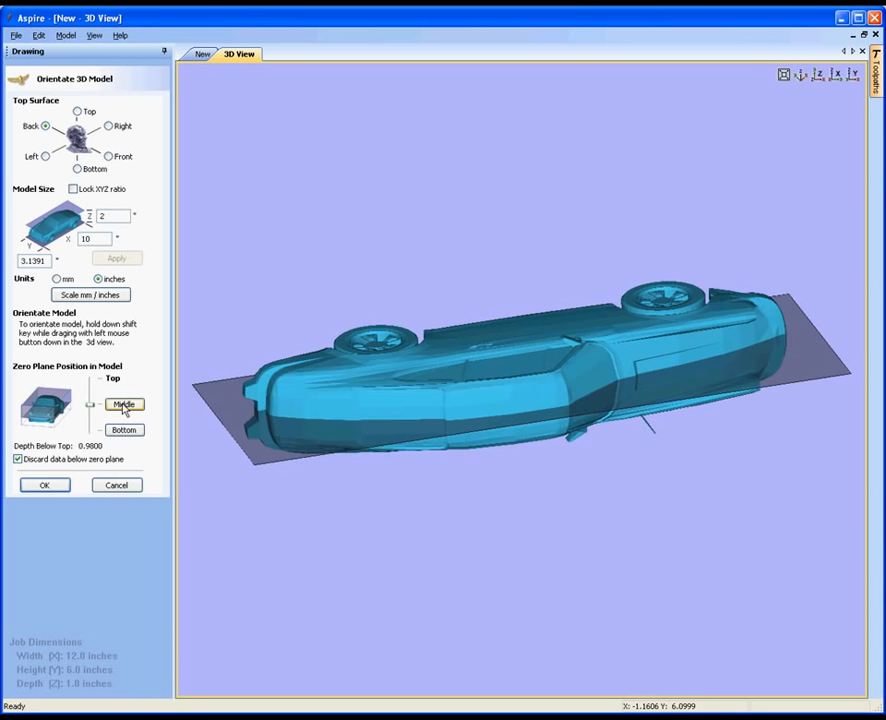 Aspire - [New - 3D View]
File Edit Model View Help
Drawing
New 3D View
Toolpaths
Orientate 3D Model
Z X Y
Top Surface
Top
Back Right
Left Front
Bottom
Model Size Lock XYZ ratio
Z 2 "
X 10 "
Y
3.1391 " Apply
Units mm inches
Scale mm / inches
Orientate Model
To orientate model, hold down shift
key while draging with left mouse
button down in the 3d view.
Zero Plane Position in Model
Top
Middle
Bottom
Depth Below Top: 0.9800
Discard data below zero plane
OK Cancel
Job Dimensions
Width (X): 12.0 inches
Height (Y): 6.0 inches
Depth (Z): 1.0 inches
Ready X: -1.1606 Y: 6.0999